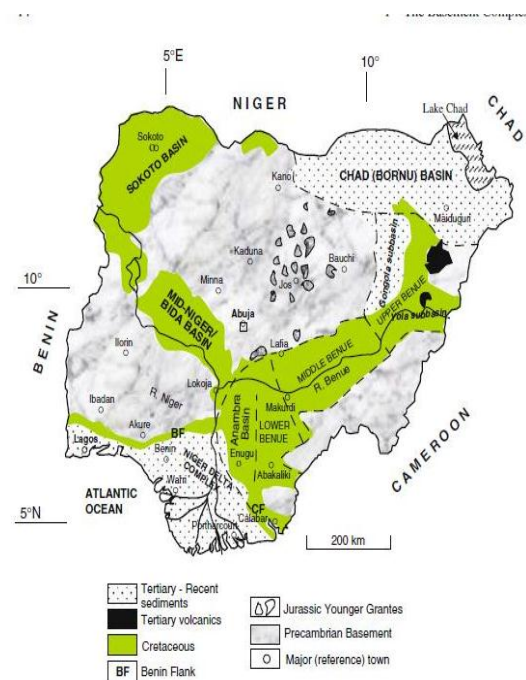 The Basement Complex
5°E
10°
NIGER
Lake Chad
CHAD
Sokoto
SOKOTO BASIN
Kano
CHAD (BORNU) BASIN
Maiduguri
Gongola subbasin
Kaduna
Bauchi
Jos
Minna
10°
UPPER BENUE
Yola subbasin
MID-NIGER/
BIDA BASIN
Abuja
BENIN
Ilorin
Lafia
MIDDLE BENUE
R. Benue
Lokoja
R. Niger
Ibadan
Makurdi
Akure
Anambra
Basin
LOWER
BENUE
CAMEROON
Lagos
BF
Benin
Enugu
Abakaliki
NIGER DELTA
COMPLEX
Warri
ATLANTIC
OCEAN
CF
Calabar
5°N
Portharcourt
200 km
Tertiary - Recent
sediments
Tertiary volcanics
Cretaceous
BF Benin Flank
Jurassic Younger Grantes
Precambrian Basement
Major (reference) town